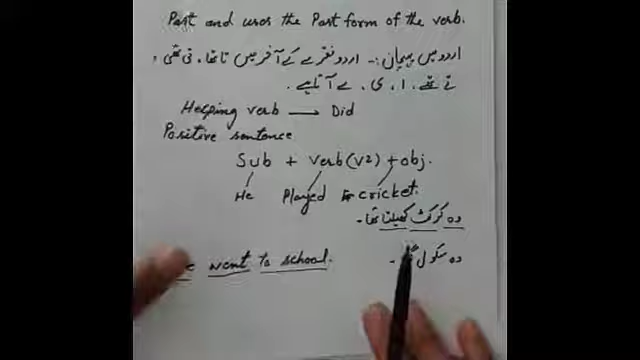 Past and uses the Past form of the verb.
اردو میں پہچان :- اردو فقرے کے آخر میں تا تھا ، تی تھی ،
تے تھے ۔ ا ، ی ، ے آتا ہے ۔
Helping verb → Did
Positive sentence
Sub + verb (v2) + obj.
He Played cricket.
وہ کرکٹ کھیلتا تھا ۔
went to school.
وہ سکول